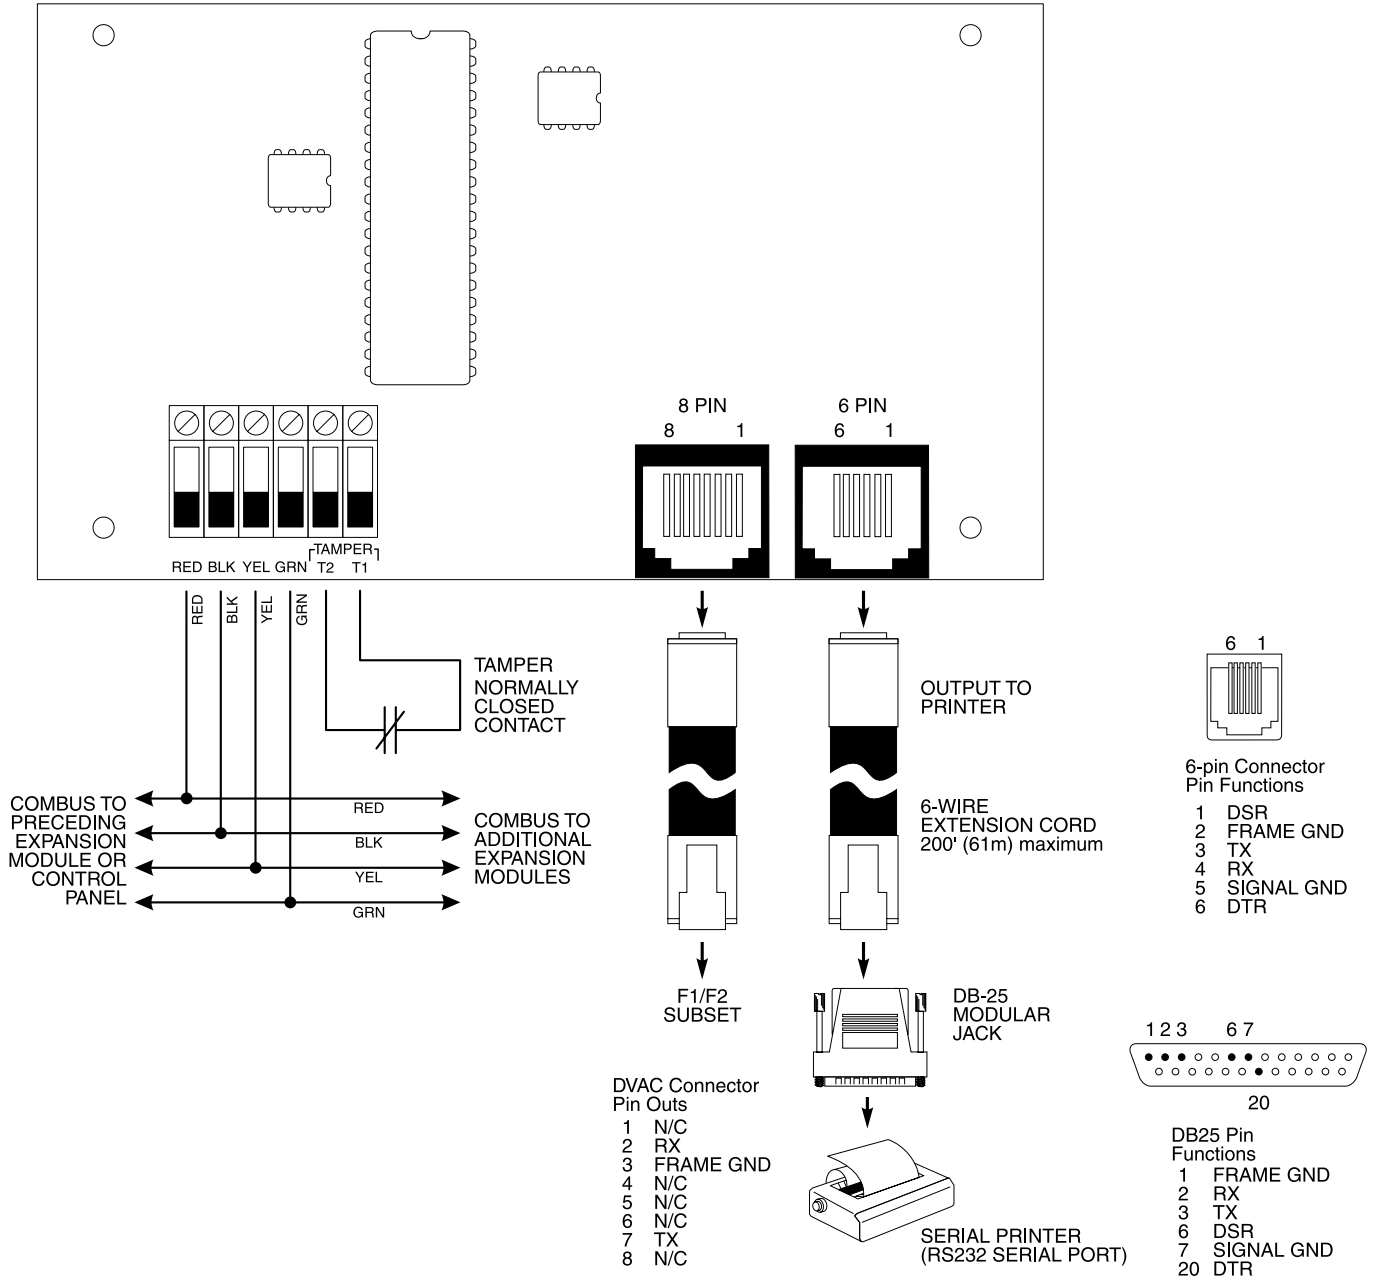 8 PIN
8 1
6 PIN
6 1
TAMPER
RED BLK YEL GRN T2 T1
RED
BLK
YEL
GRN
TAMPER
NORMALLY
CLOSED
CONTACT
COMBUS TO
PRECEDING
EXPANSION
MODULE OR
CONTROL
PANEL
RED
BLK
YEL
GRN
COMBUS TO
ADDITIONAL
EXPANSION
MODULES
OUTPUT TO
PRINTER
6-WIRE
EXTENSION CORD
200' (61m) maximum
F1/F2
SUBSET
DB-25
MODULAR
JACK
DVAC Connector
Pin Outs
1 N/C
2 RX
3 FRAME GND
4 N/C
5 N/C
6 N/C
7 TX
8 N/C
SERIAL PRINTER
(RS232 SERIAL PORT)
6 1
6-pin Connector
Pin Functions
1 DSR
2 FRAME GND
3 TX
4 RX
5 SIGNAL GND
6 DTR
1 2 3 6 7
20
DB25 Pin
Functions
1 FRAME GND
2 RX
3 TX
6 DSR
7 SIGNAL GND
20 DTR